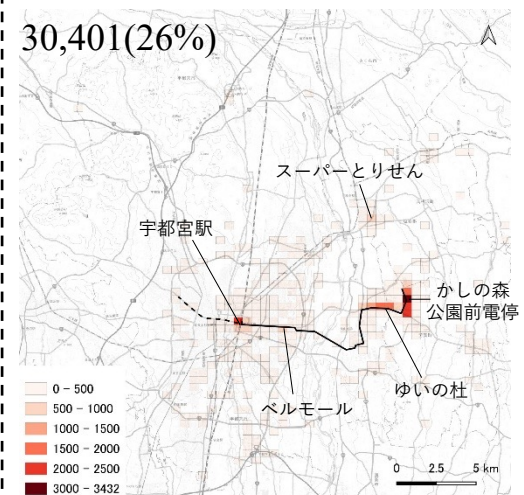 30,401(26%)
スーパーとりせん
宇都宮駅
かしの森
公園前電停
ゆいの杜
ベルモール
0 - 500
500 - 1000
1000 - 1500
1500 - 2000
2000 - 2500
3000 - 3432
0 2.5 5 km